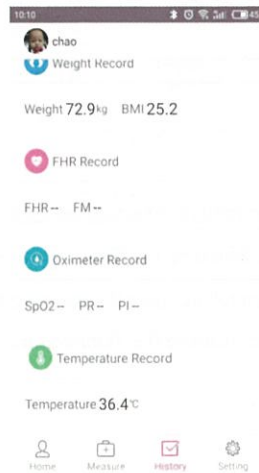 10:10 45
chao
Weight Record
Weight 72.9kg BMI 25.2
FHR Record
FHR -- FM --
Oximeter Record
SpO2 -- PR -- PI --
Temperature Record
Temperature 36.4℃
Home Measure History Setting